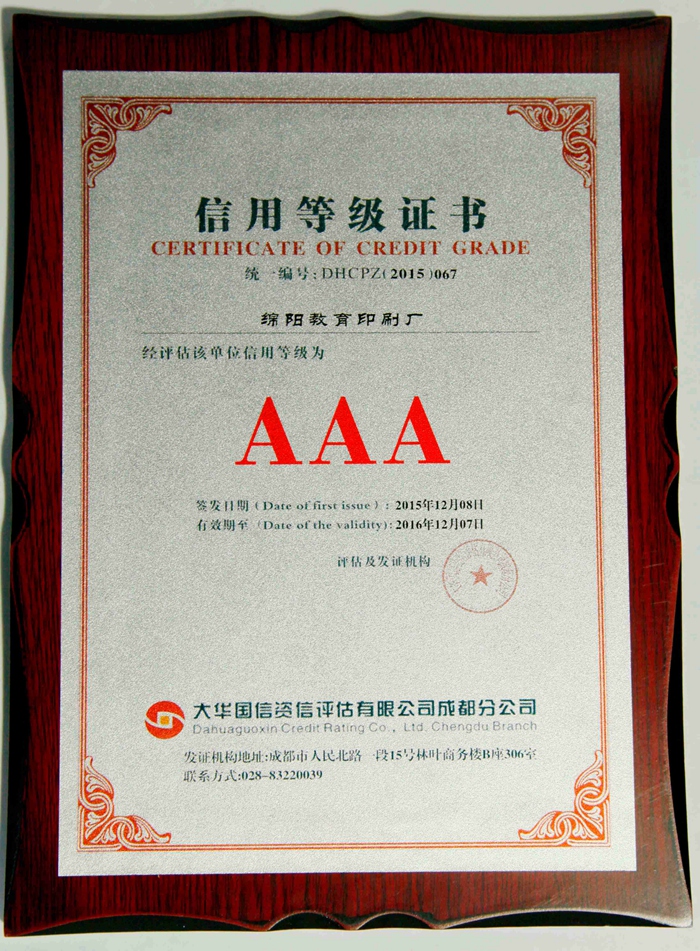 信用等级证书
CERTIFICATE OF CREDIT GRADE
统一编号:DHCPZ(2015)067
绵阳教育印刷厂
经评估该单位信用等级为
AAA
签发日期(Date of first issue):2015年12月08日
有效期至(Date of the validity):2016年12月07日
评估及发证机构
大华国信资信评估有限公司成都分公司
Dahuaguoxin Credit Rating Co., Ltd. Chengdu Branch
发证机构地址:成都市人民北路一段15号林叶商务楼B座306室
联系方式:028-83220039